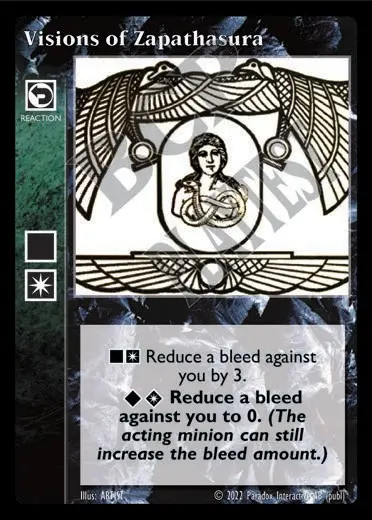 Visions of Zapathasura
REACTION
Reduce a bleed against
you by 3.
Reduce a bleed
against you to 0. (The
acting minion can still
increase the bleed amount.)
Illus: ARTIST
© 2022 Paradox Interactive AB (publ)